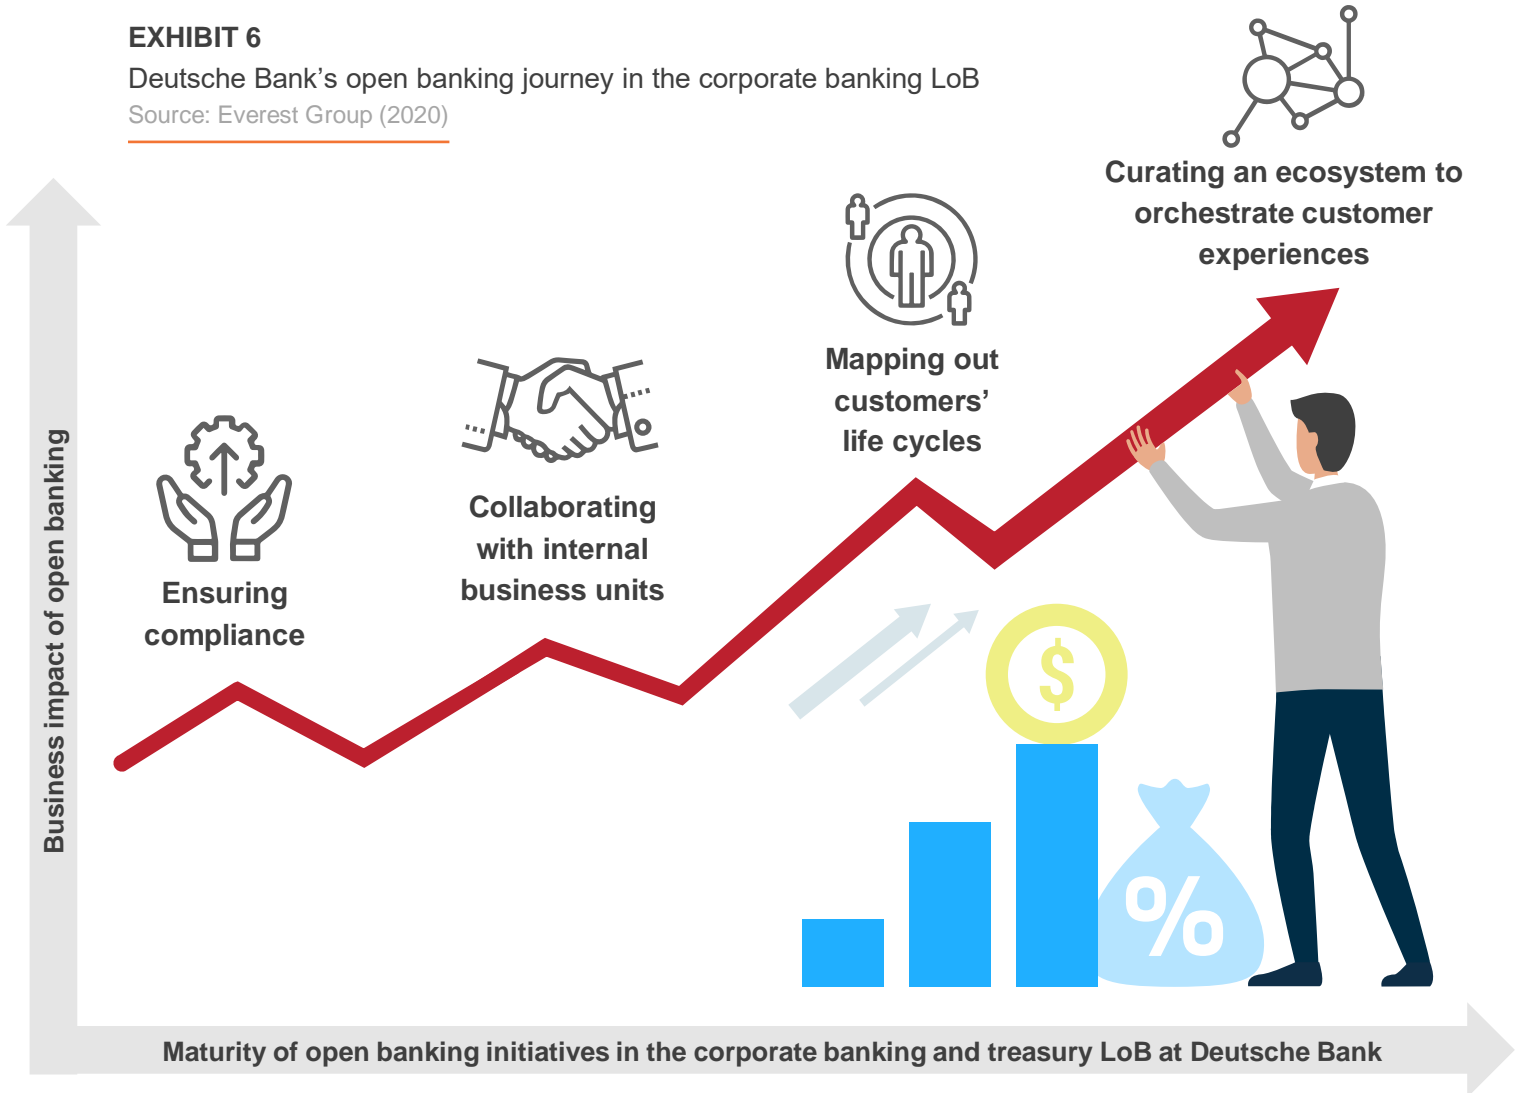 EXHIBIT 6
Deutsche Bank’s open banking journey in the corporate banking LoB
Source: Everest Group (2020)
Curating an ecosystem to
orchestrate customer
experiences
Mapping out
customers’
life cycles
Collaborating
with internal
business units
Ensuring
compliance
Business impact of open banking
$
%
Maturity of open banking initiatives in the corporate banking and treasury LoB at Deutsche Bank